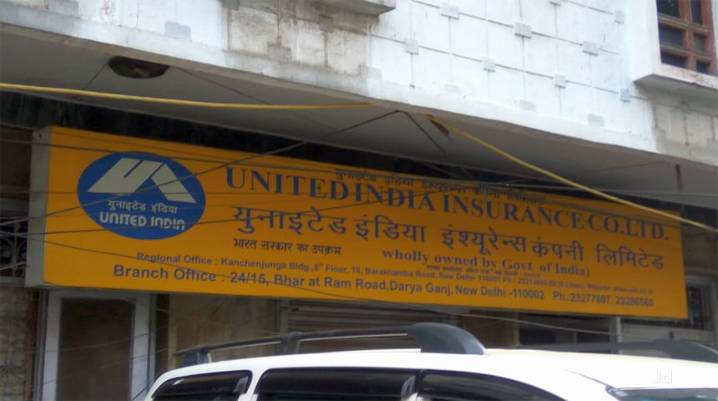 युनाइटेड इंडिया
UNITED INDIA
UNITED INDIA INSURANCE CO. LTD.
युनाइटेड इंडिया इंश्यूरेन्स कंपनी लिमिटेड
भारत सरकार का उपक्रम
wholly owned by Govt of India)
Regional Office : Kanchenjunga Bldg, 8th Floor, 18, Barakhamba Road, New Delhi-
Branch Office : 24/15, Bhar at Ram Road, Darya Ganj, New Delhi -110002 Ph.:23277807, 23286560
Jd